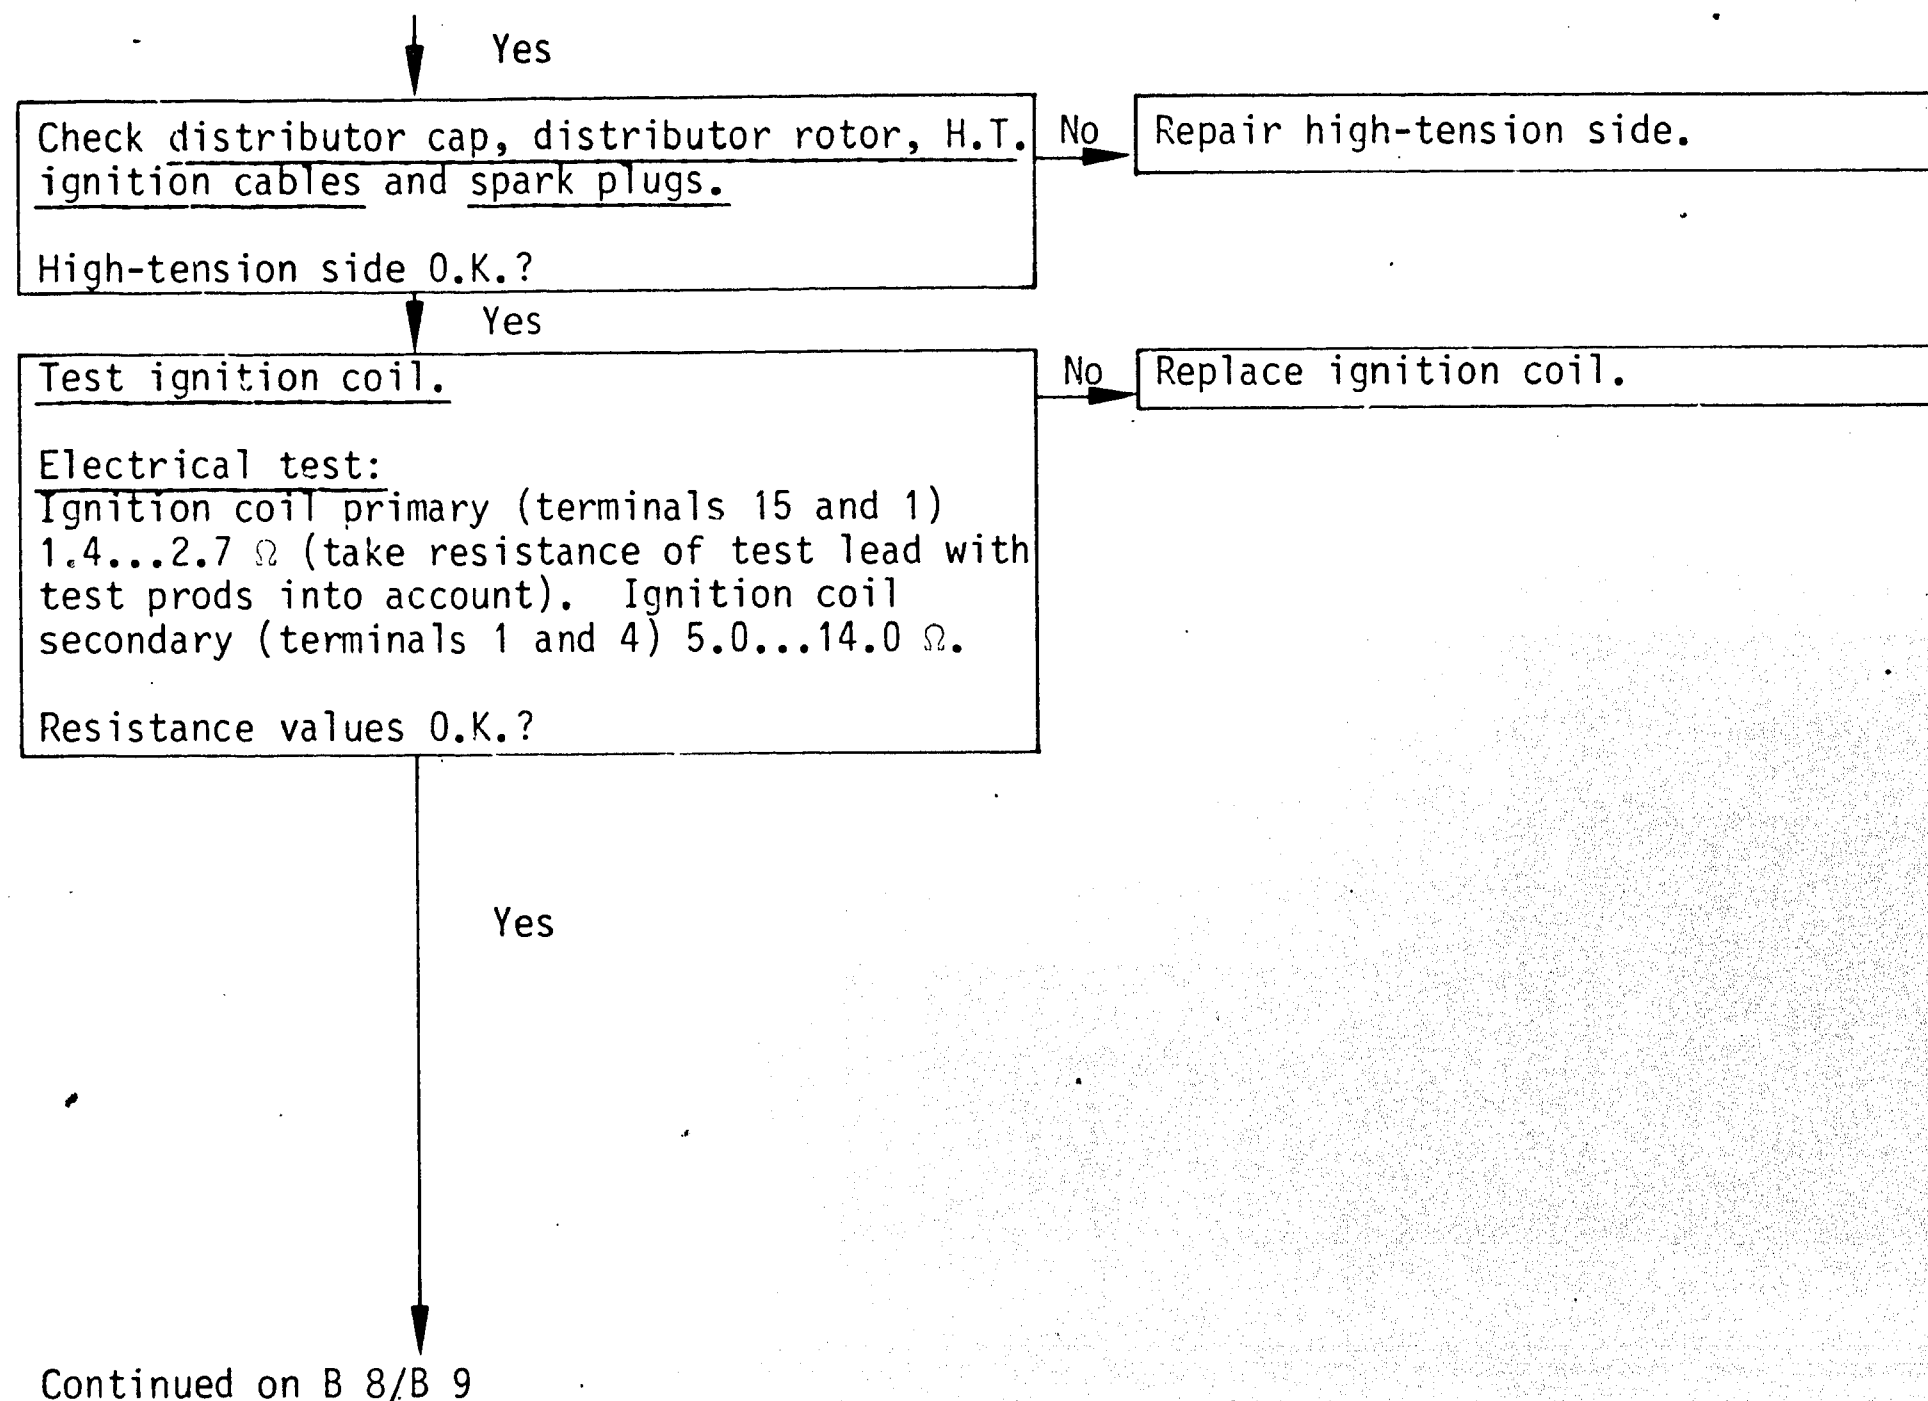 Yes
Check distributor cap, distributor rotor, H.T.
ignition cables and spark plugs.
High-tension side O.K.?
No
Repair high-tension side.
Yes
Test ignition coil.
No
Replace ignition coil.
Electrical test:
Ignition coil primary (terminals 15 and 1)
1.4...2.7 Ω (take resistance of test lead with
test prods into account). Ignition coil
secondary (terminals 1 and 4) 5.0...14.0 Ω.
Resistance values O.K.?
Yes
Continued on B 8/B 9